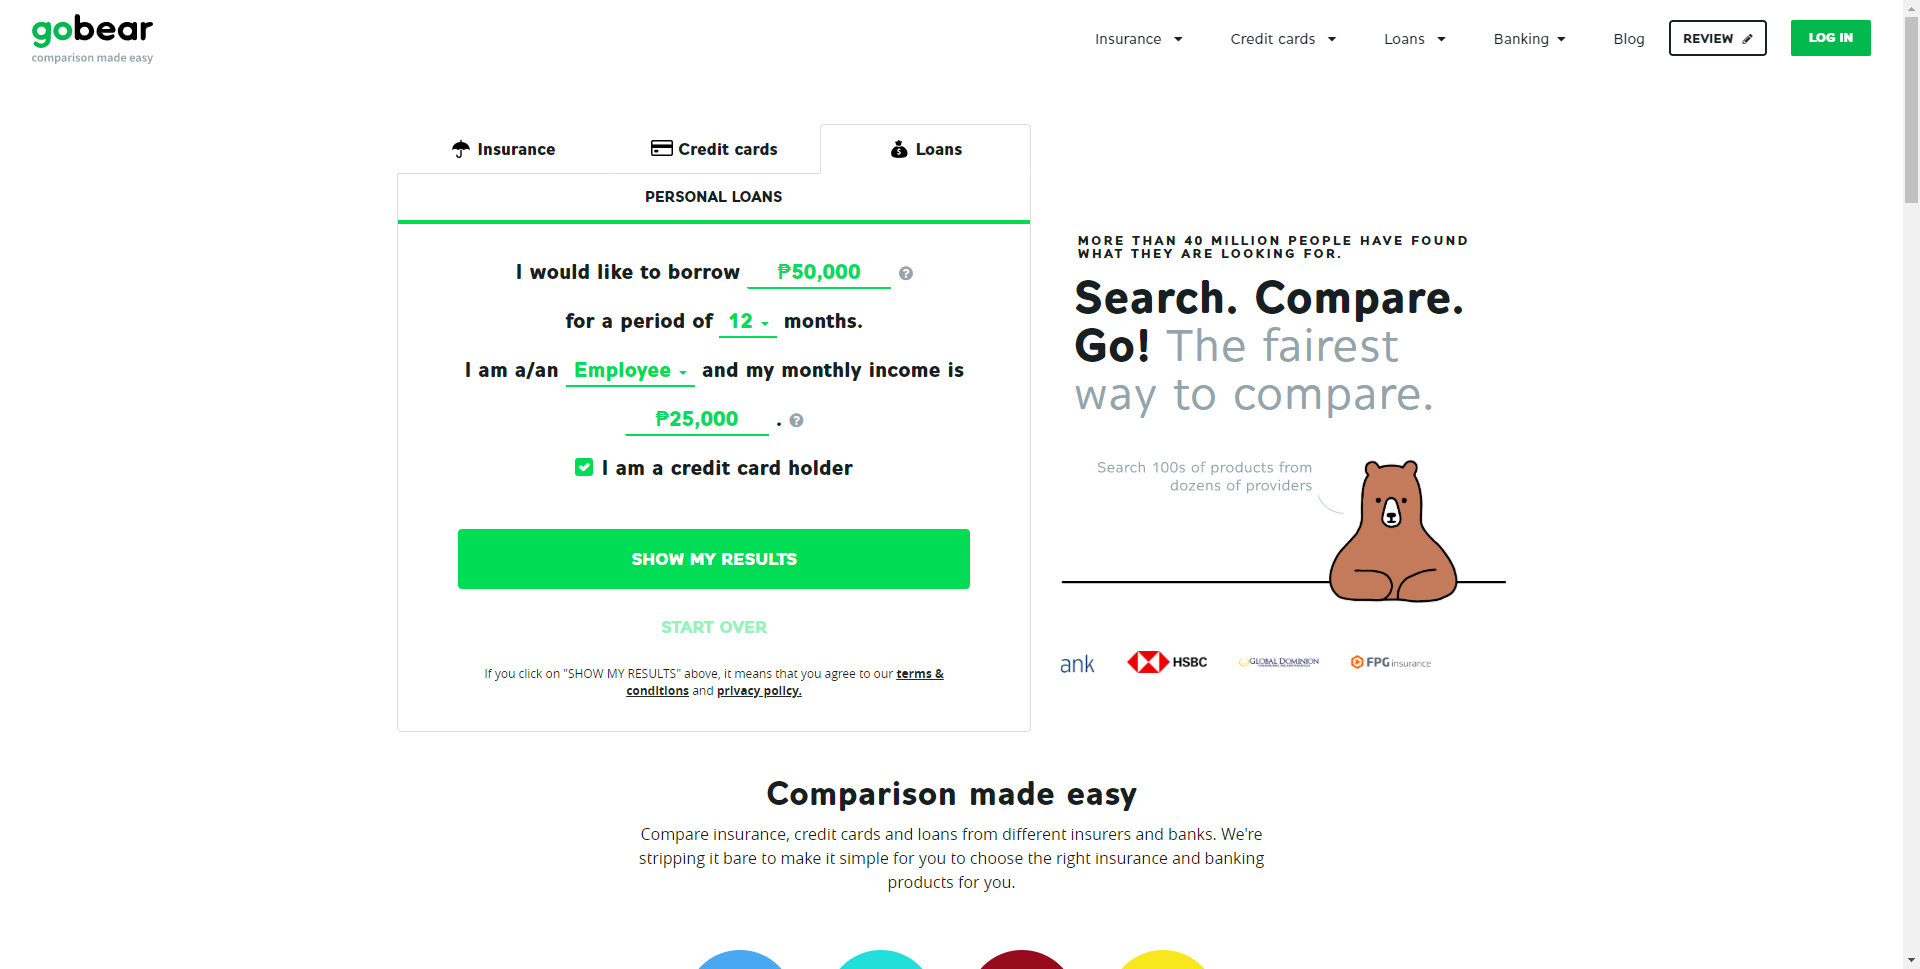 gobear
comparison made easy
Insurance
Credit cards
Loans
Banking
Blog
REVIEW
LOG IN
Insurance
Credit cards
Loans
PERSONAL LOANS
I would like to borrow ₱50,000 ?
for a period of 12 months.
I am a/an Employee and my monthly income is
₱25,000 . ?
I am a credit card holder
SHOW MY RESULTS
START OVER
If you click on "SHOW MY RESULTS" above, it means that you agree to our terms &
conditions and privacy policy.
MORE THAN 40 MILLION PEOPLE HAVE FOUND
WHAT THEY ARE LOOKING FOR.
Search. Compare.
Go! The fairest
way to compare.
Search 100s of products from
dozens of providers
ank
HSBC
GLOBAL DOMINION
FPG insurance
Comparison made easy
Compare insurance, credit cards and loans from different insurers and banks. We're
stripping it bare to make it simple for you to choose the right insurance and banking
products for you.